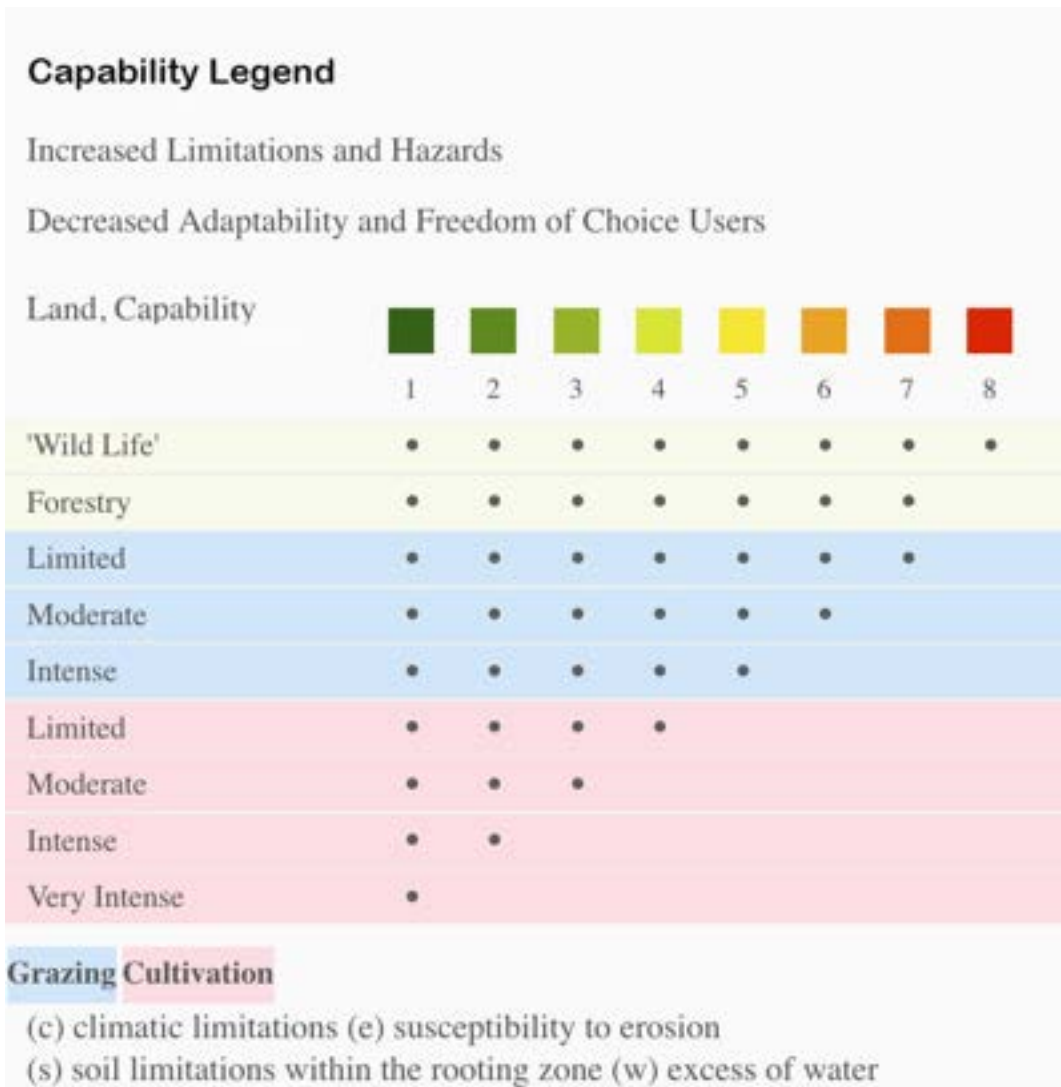 Capability Legend
Increased Limitations and Hazards
Decreased Adaptability and Freedom of Choice Users
Land, Capability
1 2 3 4 5 6 7 8
'Wild Life' • • • • • • • •
Forestry • • • • • • •
Limited • • • • • • •
Moderate • • • • • •
Intense • • • • •
Limited • • • •
Moderate • • •
Intense • •
Very Intense •
Grazing Cultivation
(c) climatic limitations (e) susceptibility to erosion
(s) soil limitations within the rooting zone (w) excess of water